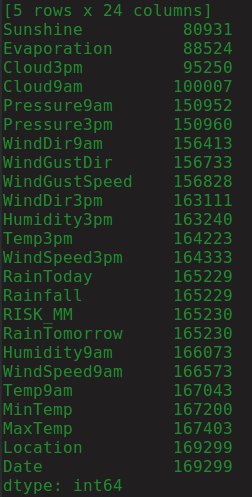 [5 rows x 24 columns]
Sunshine 80931
Evaporation 88524
Cloud3pm 95250
Cloud9am 100007
Pressure9am 150952
Pressure3pm 150960
WindDir9am 156413
WindGustDir 156733
WindGustSpeed 156828
WindDir3pm 163111
Humidity3pm 163240
Temp3pm 164223
WindSpeed3pm 164333
RainToday 165229
Rainfall 165229
RISK_MM 165230
RainTomorrow 165230
Humidity9am 166073
WindSpeed9am 166573
Temp9am 167043
MinTemp 167200
MaxTemp 167403
Location 169299
Date 169299
dtype: int64